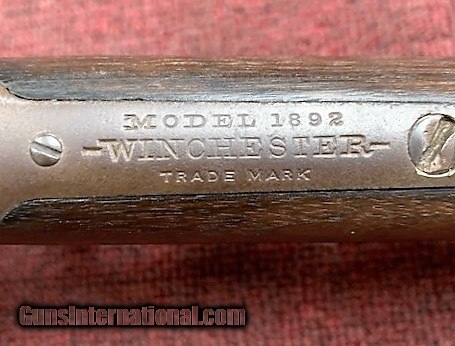 MODEL 1892
-WINCHESTER-
TRADE MARK
GunsInternational.com